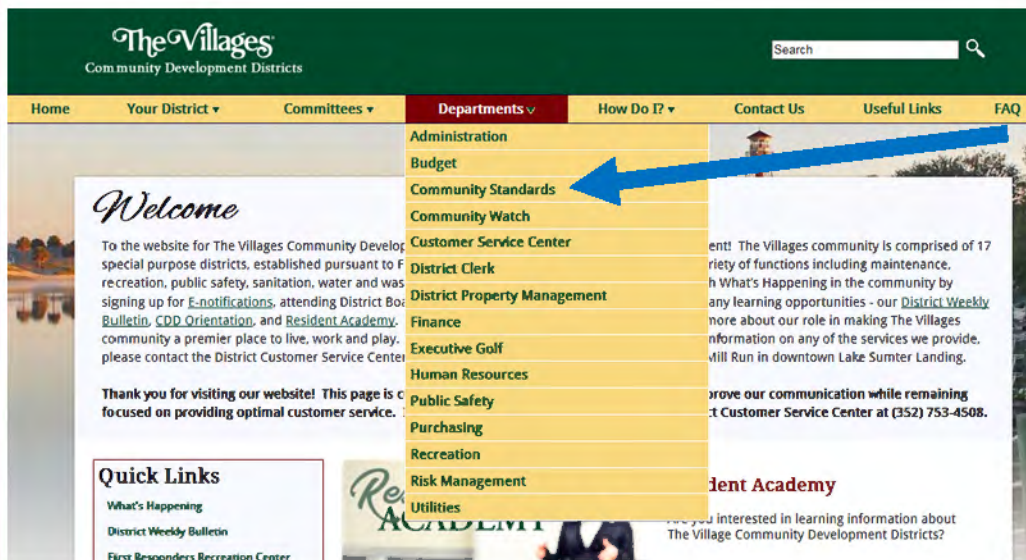 The Villages®
Community Development Districts
Search
Home Your District ▾ Committees ▾ Departments ˅ How Do I? ▾ Contact Us Useful Links FAQ
Administration
Budget
Community Standards
Community Watch
Customer Service Center
District Clerk
District Property Management
Finance
Executive Golf
Human Resources
Public Safety
Purchasing
Recreation
Risk Management
Utilities
Welcome
To the website for The Villages Community Develop ent! The Villages community is comprised of 17
special purpose districts, established pursuant to F riety of functions including maintenance,
recreation, public safety, sanitation, water and was h What's Happening in the community by
signing up for E-notifications, attending District Boa any learning opportunities - our District Weekly
Bulletin, CDD Orientation, and Resident Academy. more about our role in making The Villages
community a premier place to live, work and play. nformation on any of the services we provide,
please contact the District Customer Service Center Mill Run in downtown Lake Sumter Landing.
Thank you for visiting our website! This page is c prove our communication while remaining
focused on providing optimal customer service. ct Customer Service Center at (352) 753-4508.
Quick Links
What's Happening
District Weekly Bulletin
First Responders Recreation Center
Re
ACADEMY
dent Academy
Are you interested in learning information about
The Village Community Development Districts?